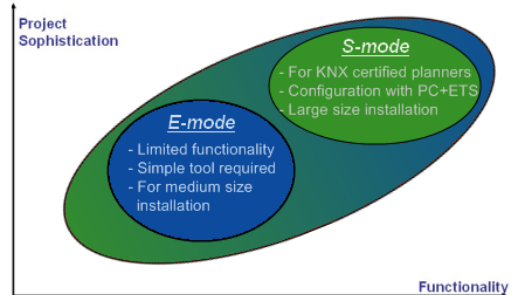 Project
Sophistication
S-mode
- For KNX certified planners
- Configuration with PC+ETS
- Large size installation
E-mode
- Limited functionality
- Simple tool required
- For medium size
installation
Functionality